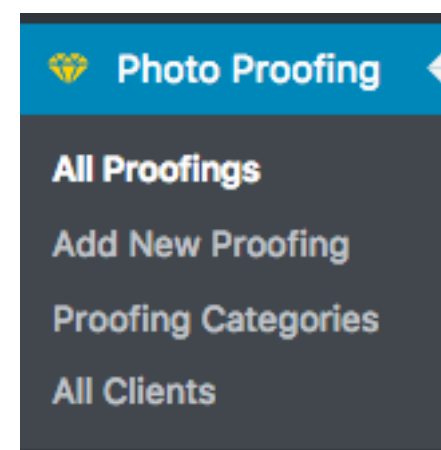 Photo Proofing
All Proofings
Add New Proofing
Proofing Categories
All Clients